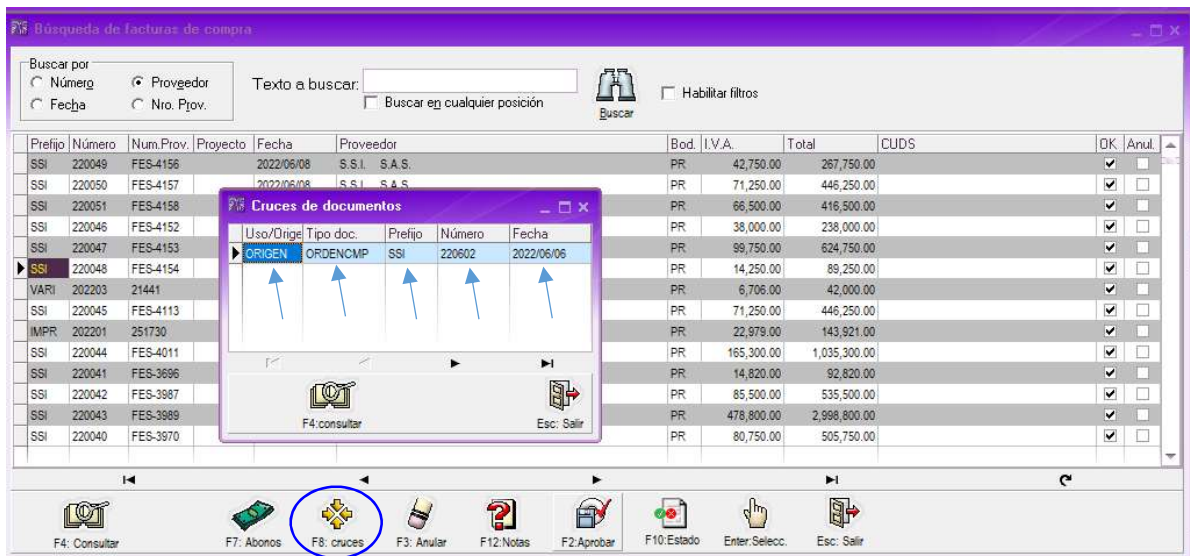 Búsqueda de facturas de compra
Buscar por
Número Proveedor
Fecha Nro. Prov.
Texto a buscar:
Buscar en cualquier posición
Buscar
Habilitar filtros
Prefijo Número Num.Prov. Proyecto Fecha Proveedor Bod. I.V.A. Total CUDS OK Anul.
SSI 220049 FES-4156 2022/06/08 S.S.I. S.A.S. PR 42,750.00 267,750.00
SSI 220050 FES-4157 2022/06/08 S.S.I. S.A.S. PR 71,250.00 446,250.00
SSI 220051 FES-4158 PR 66,500.00 416,500.00
SSI 220046 FES-4152 PR 38,000.00 238,000.00
SSI 220047 FES-4153 PR 99,750.00 624,750.00
SSI 220048 FES-4154 PR 14,250.00 89,250.00
VARI 202203 21441 PR 6,706.00 42,000.00
SSI 220045 FES-4113 PR 71,250.00 446,250.00
IMPR 202201 251730 PR 22,979.00 143,921.00
SSI 220044 FES-4011 PR 165,300.00 1,035,300.00
SSI 220041 FES-3696 PR 14,820.00 92,820.00
SSI 220042 FES-3987 PR 85,500.00 535,500.00
SSI 220043 FES-3989 PR 478,800.00 2,998,800.00
SSI 220040 FES-3970 PR 80,750.00 505,750.00
Cruces de documentos
Uso/Orige Tipo doc. Prefijo Número Fecha
ORIGEN ORDENCMP SSI 220602 2022/06/06
F4:consultar Esc: Salir
F4: Consultar F7: Abonos F8: cruces F3: Anular F12:Notas F2:Aprobar F10:Estado Enter:Selecc. Esc: Salir